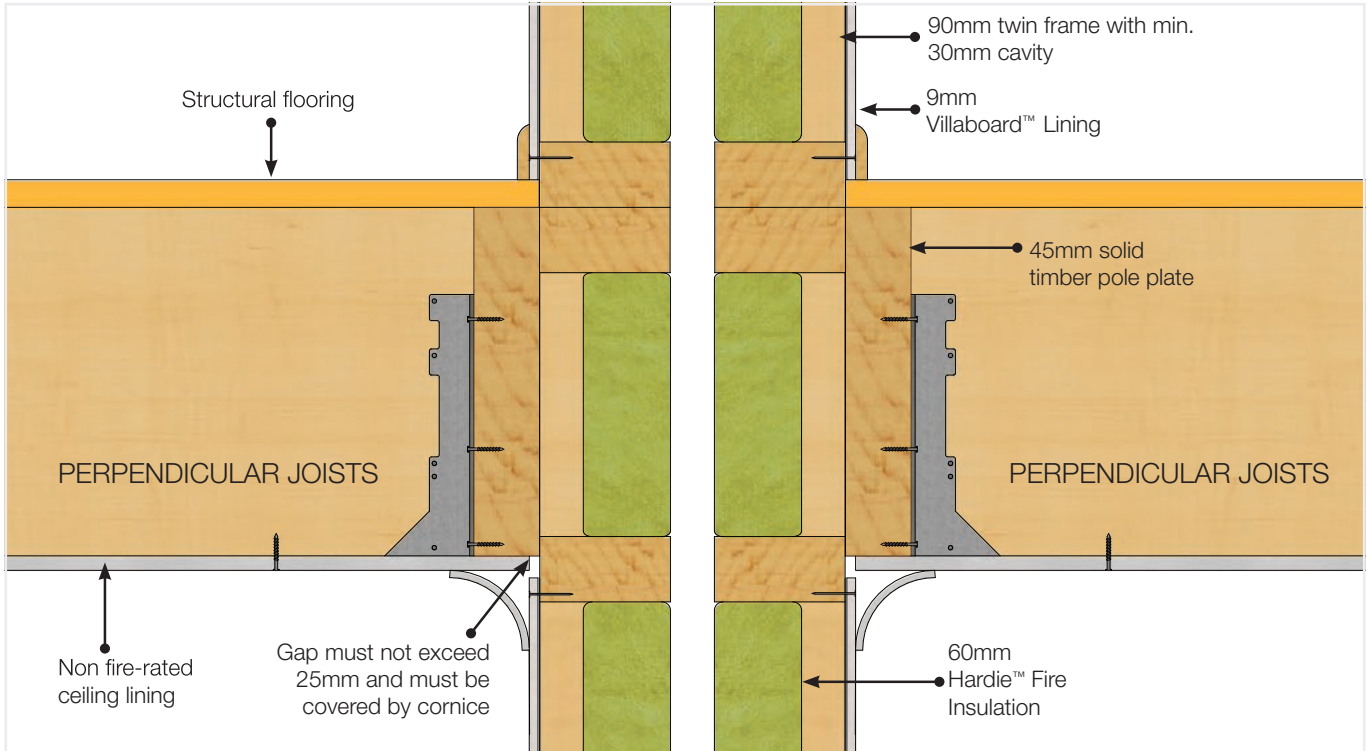 90mm twin frame with min.
30mm cavity
Structural flooring
9mm
Villaboard™ Lining
45mm solid
timber pole plate
PERPENDICULAR JOISTS
PERPENDICULAR JOISTS
Non fire-rated
ceiling lining
Gap must not exceed
25mm and must be
covered by cornice
60mm
Hardie™ Fire
Insulation